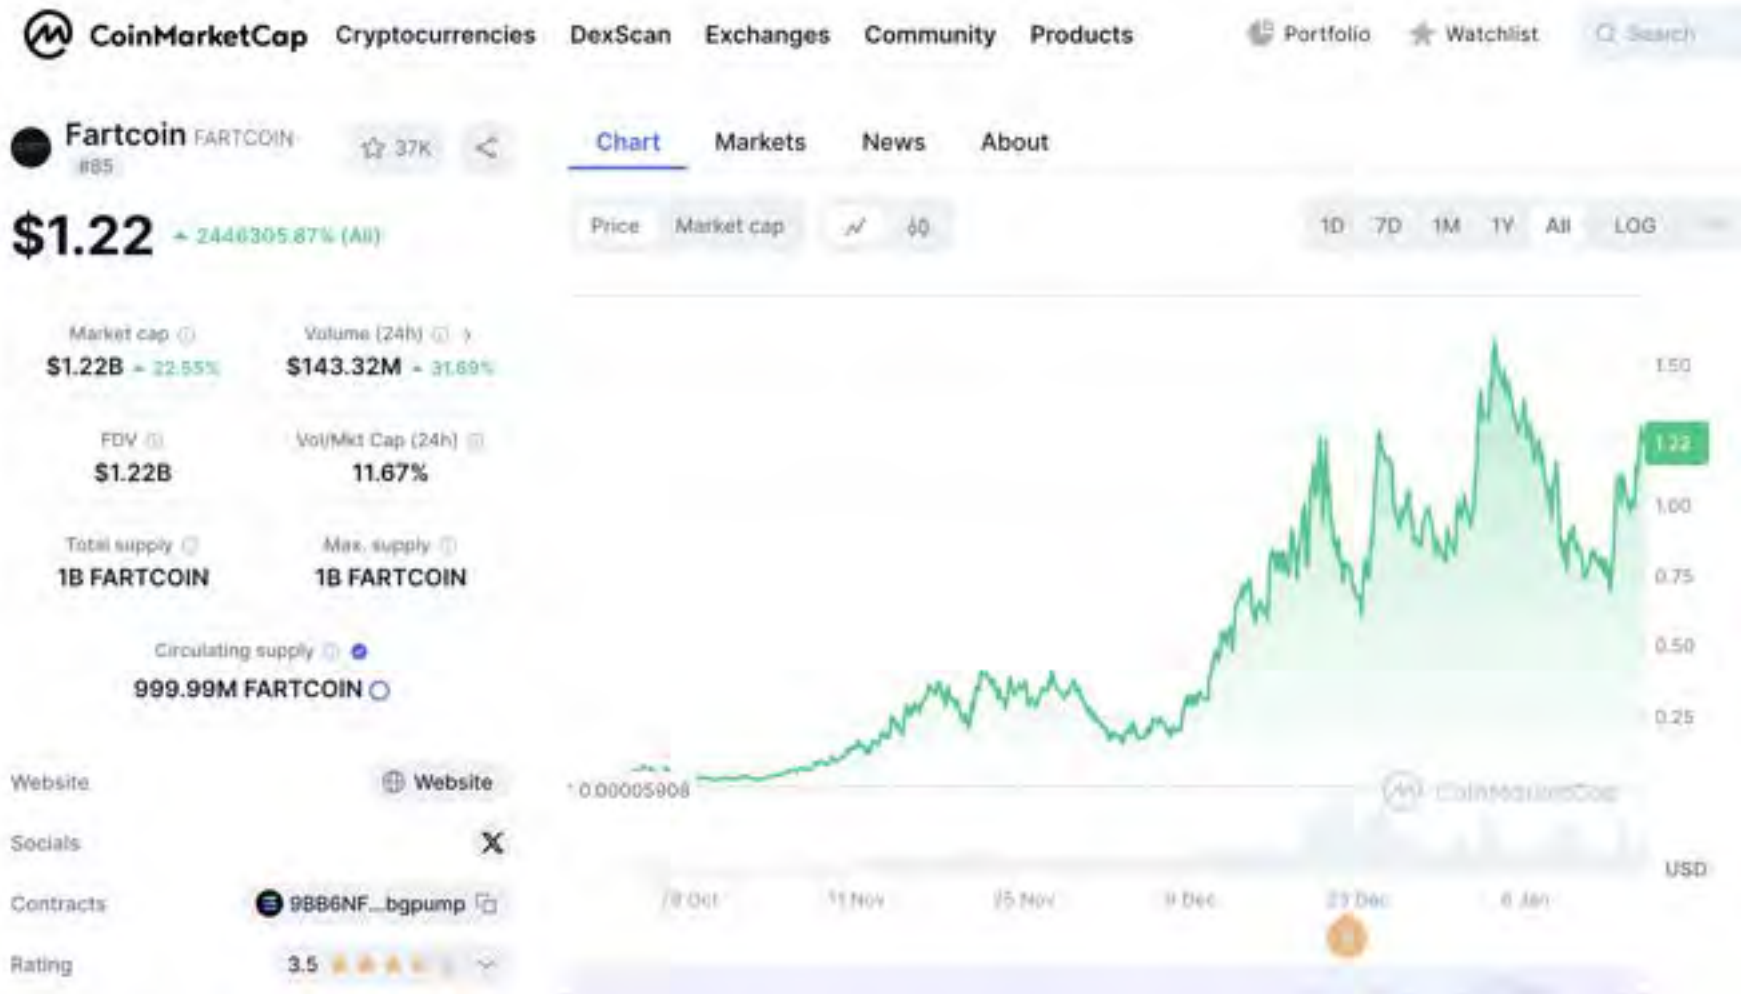 CoinMarketCap Cryptocurrencies DexScan Exchanges Community Products Portfolio Watchlist Search
Fartcoin FARTCOIN 37K
#85
$1.22 2446305.87% (All)
Market cap Volume (24h)
$1.22B 22.55% $143.32M 31.69%
FDV Vol/Mkt Cap (24h)
$1.22B 11.67%
Total supply Max. supply
1B FARTCOIN 1B FARTCOIN
Circulating supply
999.99M FARTCOIN
Website Website
Socials X
Contracts 9BB6NF...bgpump
Rating 3.5
Chart Markets News About
Price Market cap 1D 7D 1M 1Y All LOG
1.50
1.22
1.00
0.75
0.50
0.25
0.00005908
CoinMarketCap
USD
28 Oct 11 Nov 25 Nov 9 Dec 23 Dec 6 Jan